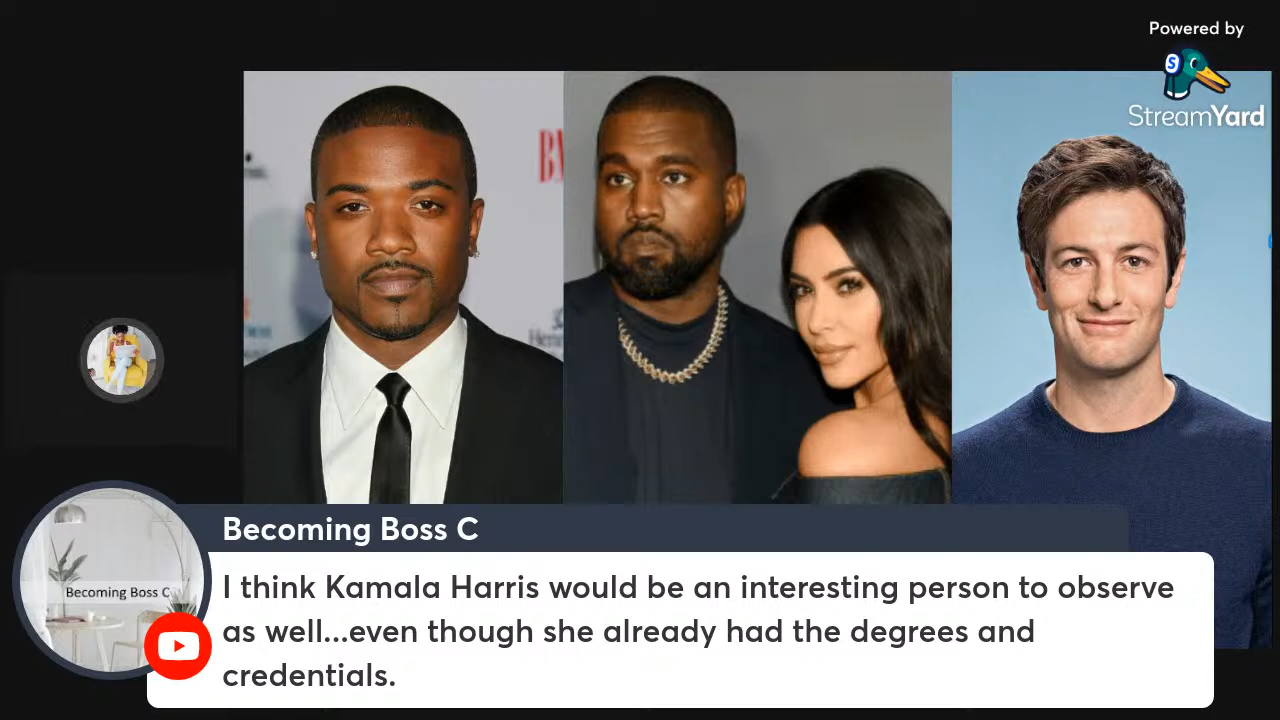 Powered by
StreamYard
Becoming Boss C
I think Kamala Harris would be an interesting person to observe
as well...even though she already had the degrees and
credentials.
Becoming Boss C